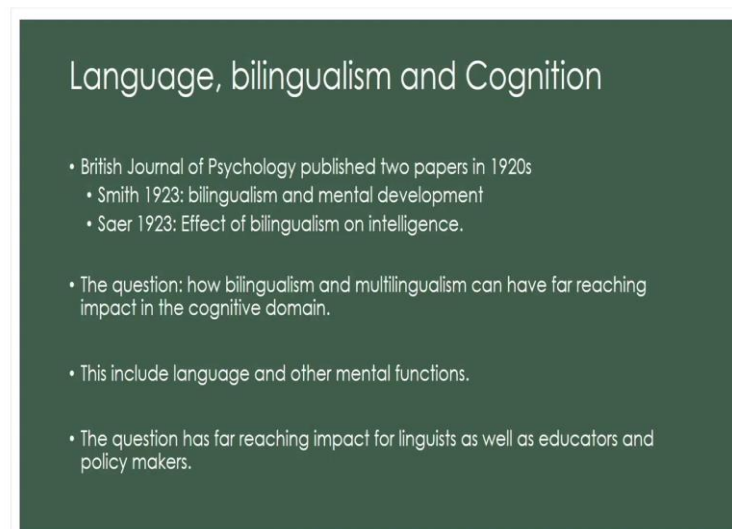 Language, bilingualism and Cognition
• British Journal of Psychology published two papers in 1920s
• Smith 1923: bilingualism and mental development
• Saer 1923: Effect of bilingualism on intelligence.
• The question: how bilingualism and multilingualism can have far reaching
impact in the cognitive domain.
• This include language and other mental functions.
• The question has far reaching impact for linguists as well as educators and
policy makers.